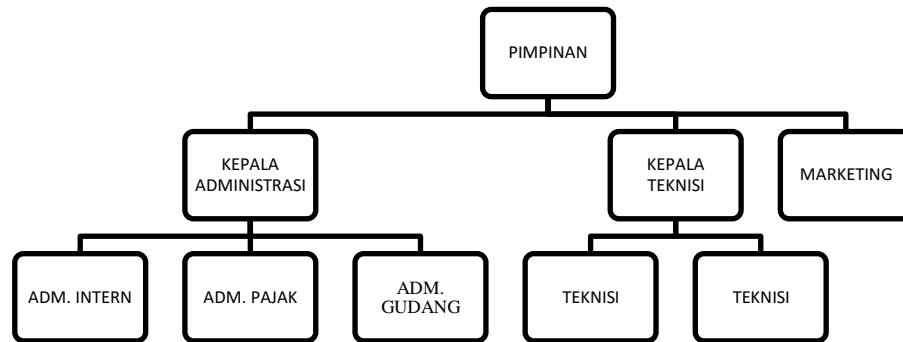 PIMPINAN
KEPALA
ADMINISTRASI
KEPALA
TEKNISI
MARKETING
ADM. INTERN
ADM. PAJAK
ADM.
GUDANG
TEKNISI
TEKNISI